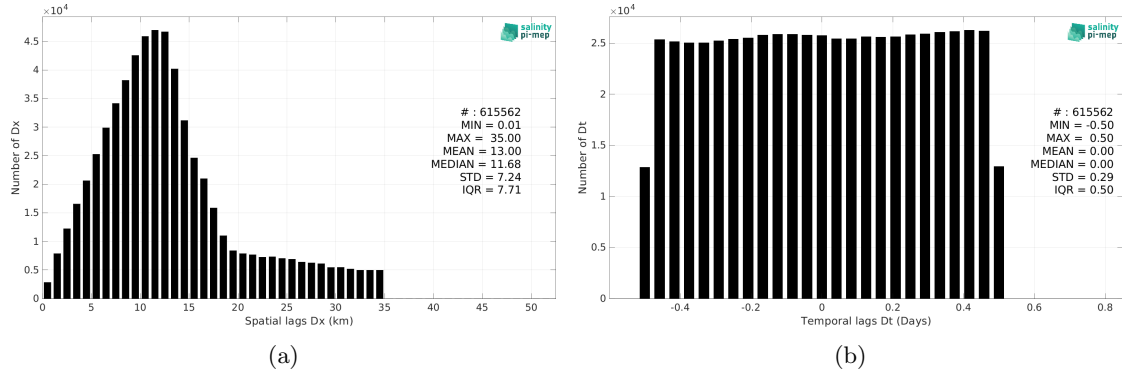 ×10⁴
4.5
4
3.5
3
2.5
2
1.5
1
0.5
0
Number of Dx
0 5 10 15 20 25 30 35 40 45 50
Spatial lags Dx (km)
salinity
pi-mep
# : 615562
MIN = 0.01
MAX = 35.00
MEAN = 13.00
MEDIAN = 11.68
STD = 7.24
IQR = 7.71
(a)
×10⁴
2.5
2
1.5
1
0.5
0
Number of Dt
-0.4 -0.2 0 0.2 0.4 0.6 0.8
Temporal lags Dt (Days)
salinity
pi-mep
# : 615562
MIN = -0.50
MAX = 0.50
MEAN = 0.00
MEDIAN = 0.00
STD = 0.29
IQR = 0.50
(b)